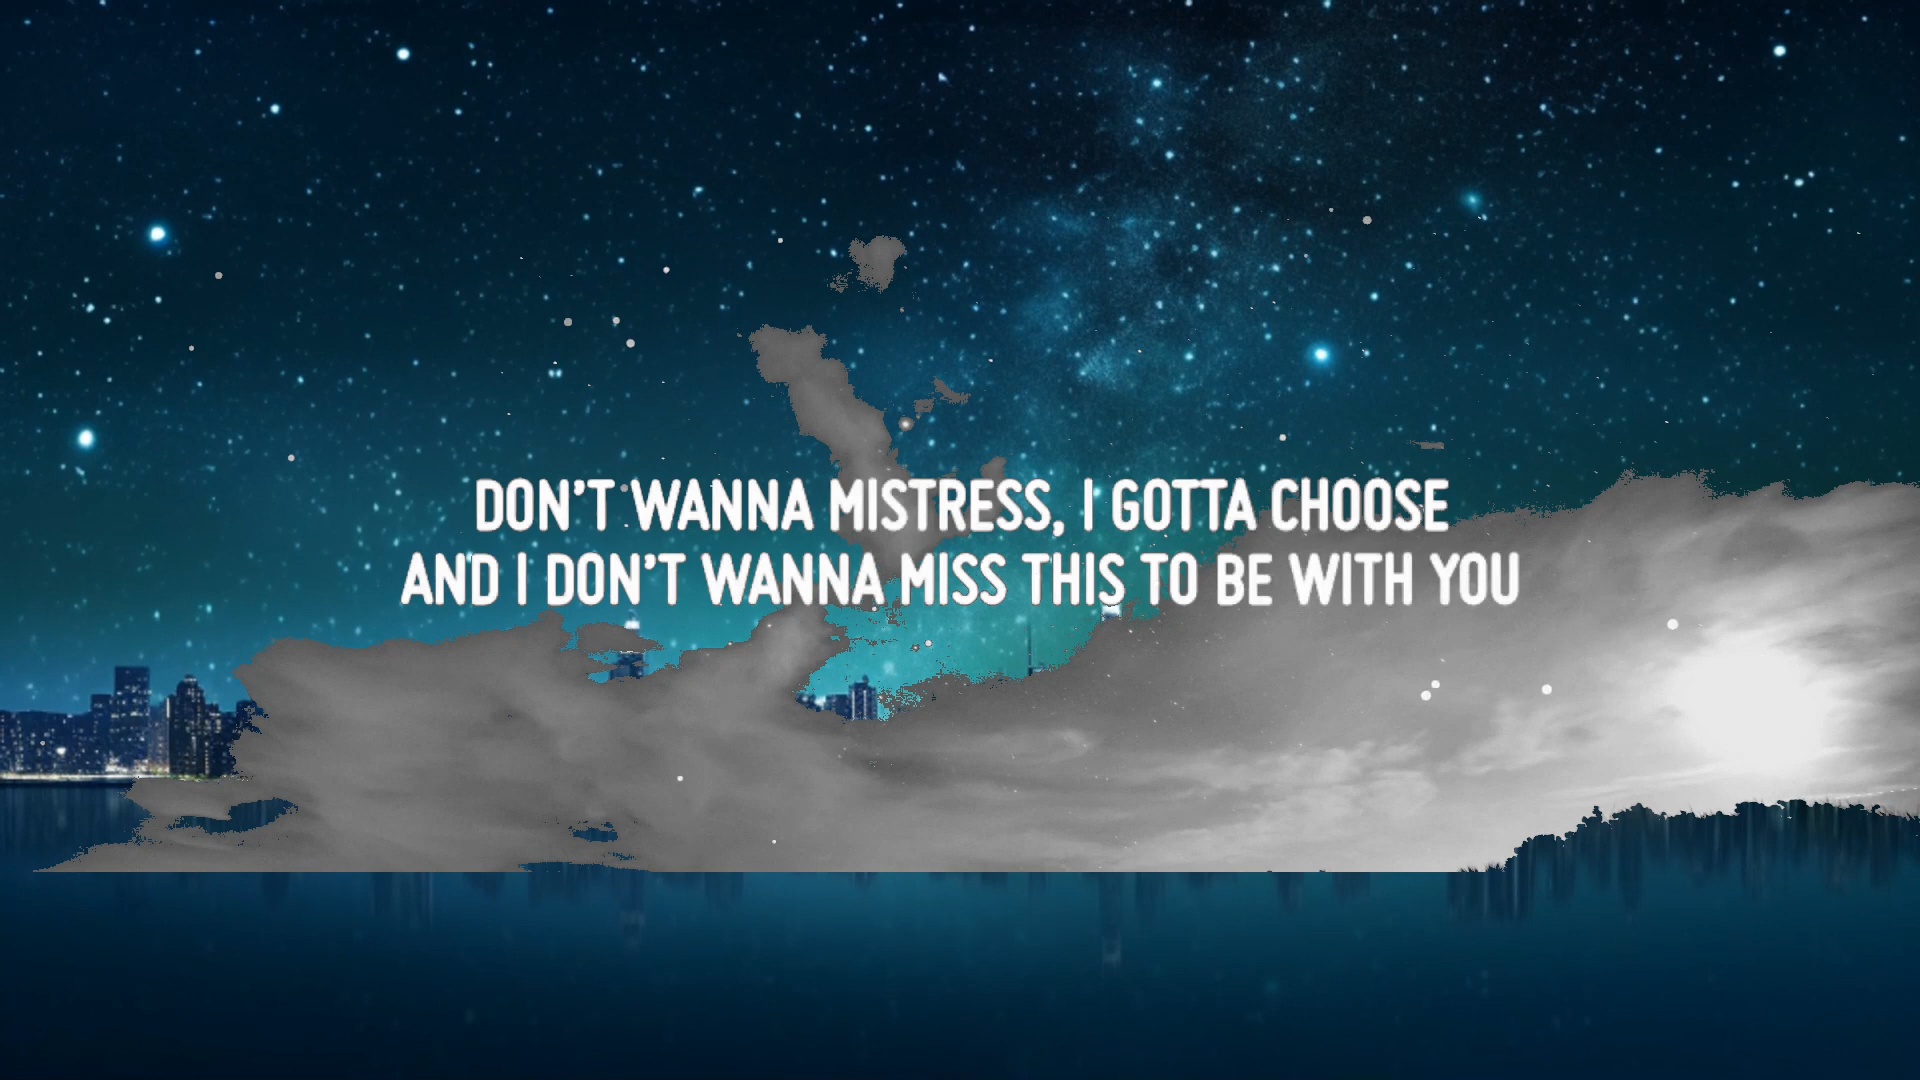 DON'T WANNA MISTRESS, I GOTTA CHOOSE
AND I DON'T WANNA MISS THIS TO BE WITH YOU